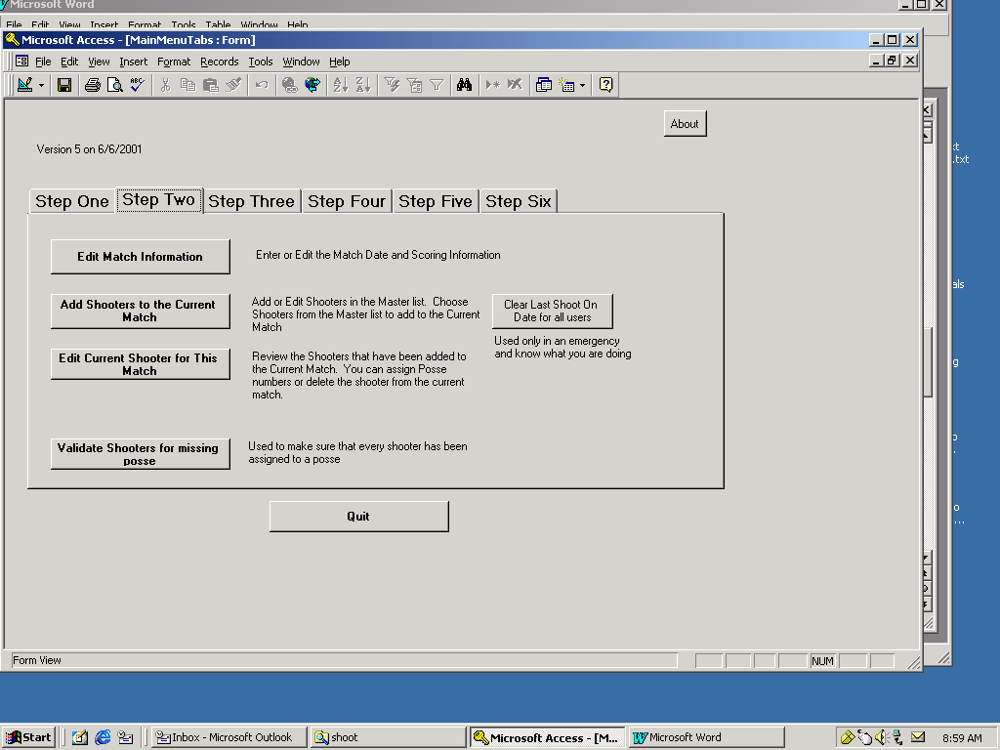 Microsoft Word
File Edit View Insert Format Tools Table Window Help
Microsoft Access - [MainMenuTabs : Form]
File Edit View Insert Format Records Tools Window Help
About
Version 5 on 6/6/2001
Step One Step Two Step Three Step Four Step Five Step Six
Edit Match Information
Enter or Edit the Match Date and Scoring Information
Add Shooters to the Current
Match
Add or Edit Shooters in the Master list. Choose
Shooters from the Master list to add to the Current
Match
Clear Last Shoot On
Date for all users
Used only in an emergency
and know what you are doing
Edit Current Shooter for This
Match
Review the Shooters that have been added to
the Current Match. You can assign Posse
numbers or delete the shooter from the current
match.
Validate Shooters for missing
posse
Used to make sure that every shooter has been
assigned to a posse
Quit
.txt
Form View
NUM
Start
Inbox - Microsoft Outlook
shoot
Microsoft Access - [M...
Microsoft Word
8:59 AM